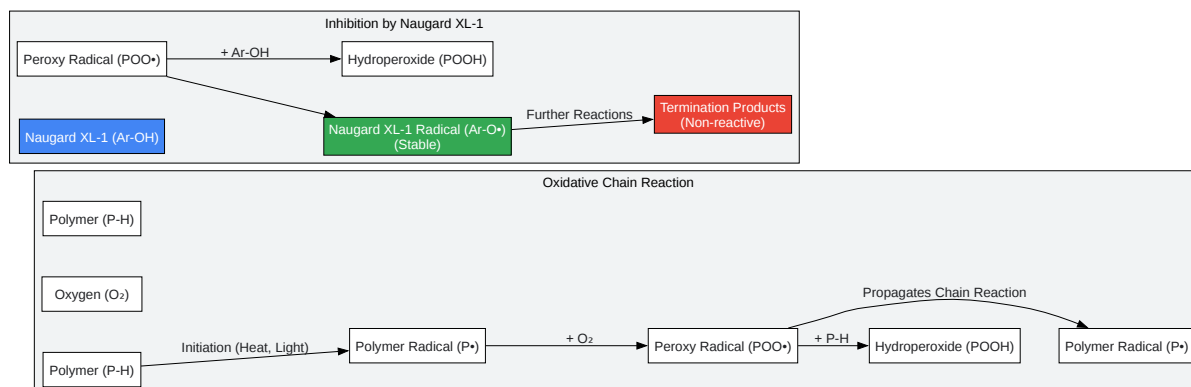 Inhibition by Naugard XL-1
Peroxy Radical (POO•)
+ Ar-OH
Hydroperoxide (POOH)
Naugard XL-1 (Ar-OH)
Naugard XL-1 Radical (Ar-O•)
(Stable)
Further Reactions
Termination Products
(Non-reactive)
Oxidative Chain Reaction
Polymer (P-H)
Oxygen (O₂)
Polymer (P-H)
Initiation (Heat, Light)
Polymer Radical (P•)
+ O₂
Peroxy Radical (POO•)
+ P-H
Hydroperoxide (POOH)
Propagates Chain Reaction
Polymer Radical (P•)